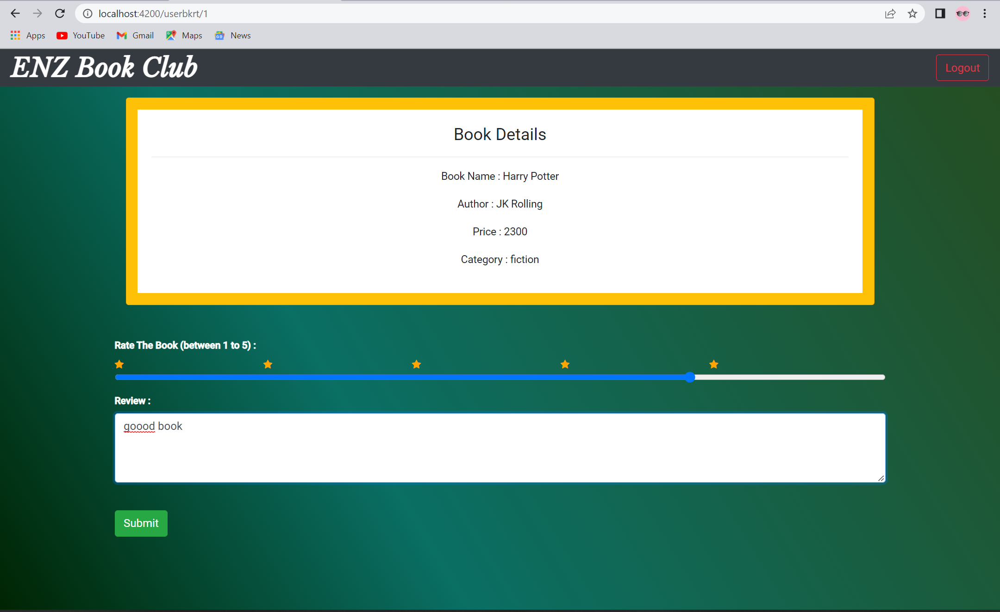 localhost:4200/userbkrt/1
Apps YouTube Gmail Maps News
ENZ Book Club
Logout
Book Details
Book Name : Harry Potter
Author : JK Rolling
Price : 2300
Category : fiction
Rate The Book (between 1 to 5) :
Review :
goood book
Submit